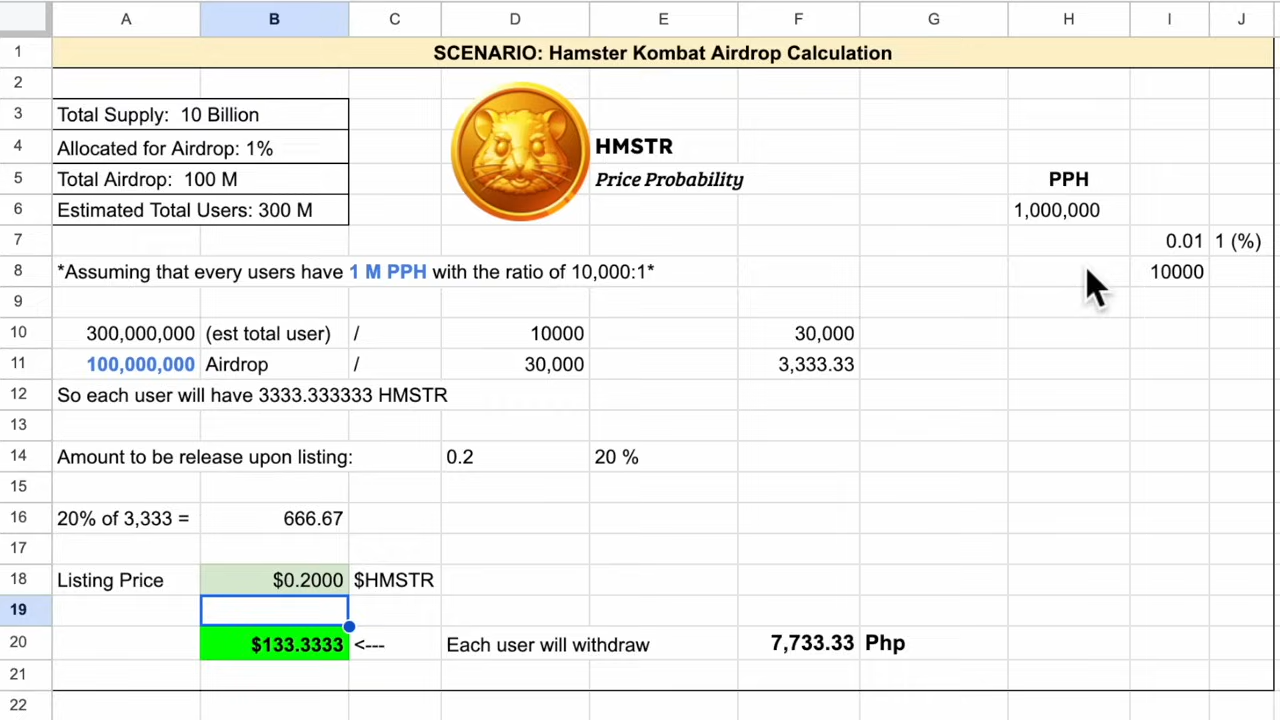 A B C D E F G H I J
1 SCENARIO: Hamster Kombat Airdrop Calculation
2
3 Total Supply: 10 Billion
4 Allocated for Airdrop: 1% HMSTR
5 Total Airdrop: 100 M Price Probability PPH
6 Estimated Total Users: 300 M 1,000,000
7 0.01 1 (%)
8 *Assuming that every users have 1 M PPH with the ratio of 10,000:1* 10000
9
10 300,000,000 (est total user) / 10000 30,000
11 100,000,000 Airdrop / 30,000 3,333.33
12 So each user will have 3333.333333 HMSTR
13
14 Amount to be release upon listing: 0.2 20 %
15
16 20% of 3,333 = 666.67
17
18 Listing Price $0.2000 $HMSTR
19
20 $133.3333 <--- Each user will withdraw 7,733.33 Php
21
22